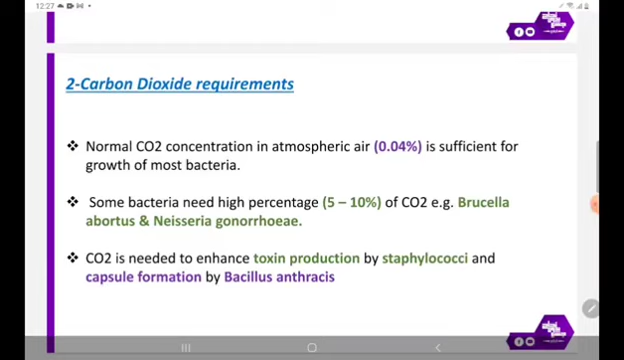 12:27
2-Carbon Dioxide requirements
❖ Normal CO2 concentration in atmospheric air (0.04%) is sufficient for
growth of most bacteria.
❖ Some bacteria need high percentage (5 – 10%) of CO2 e.g. Brucella
abortus & Neisseria gonorrhoeae.
❖ CO2 is needed to enhance toxin production by staphylococci and
capsule formation by Bacillus anthracis